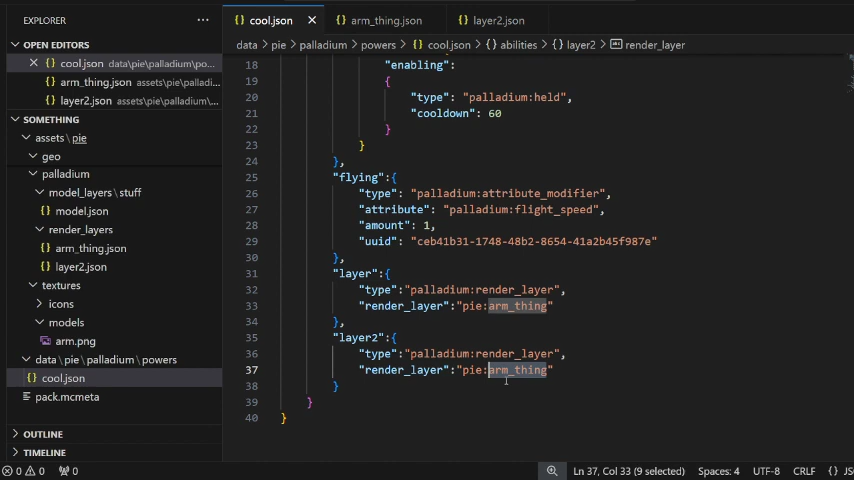 EXPLORER
···
OPEN EDITORS
cool.json data\pie\palladium\po...
arm_thing.json assets\pie\palladi...
layer2.json assets\pie\palladium\...
SOMETHING
assets \ pie
geo
palladium
model_layers \ stuff
model.json
render_layers
arm_thing.json
layer2.json
textures
icons
models
arm.png
data \ pie \ palladium \ powers
cool.json
pack.mcmeta
OUTLINE
TIMELINE
cool.json
arm_thing.json
layer2.json
data > pie > palladium > powers > {} cool.json > {} abilities > {} layer2 > render_layer
18 "enabling":
19 {
20 "type": "palladium:held",
21 "cooldown": 60
22 }
23 }
24 },
25 "flying":{
26 "type": "palladium:attribute_modifier",
27 "attribute": "palladium:flight_speed",
28 "amount": 1,
29 "uuid": "ceb41b31-1748-48b2-8654-41a2b45f987e"
30 },
31 "layer":{
32 "type":"palladium:render_layer",
33 "render_layer":"pie:arm_thing"
34 },
35 "layer2":{
36 "type":"palladium:render_layer",
37 "render_layer":"pie:arm_thing"
38 }
39 }
40 }
0 0 0 Ln 37, Col 33 (9 selected) Spaces: 4 UTF-8 CRLF {} JS